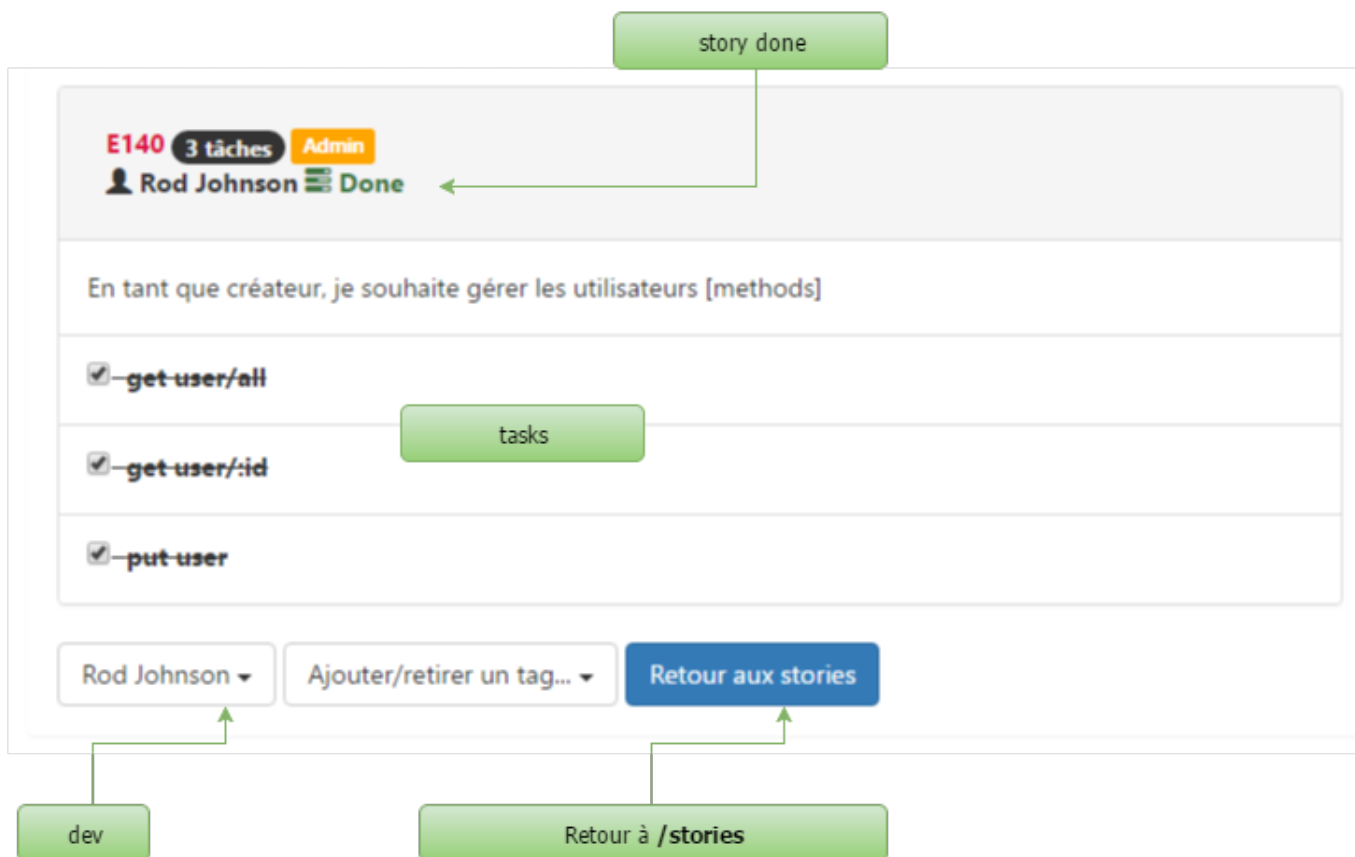 story done
E140 3 tâches Admin
Rod Johnson Done
En tant que créateur, je souhaite gérer les utilisateurs [methods]
get user/all
tasks
get user/:id
put user
Rod Johnson Ajouter/retirer un tag... Retour aux stories
dev Retour à /stories